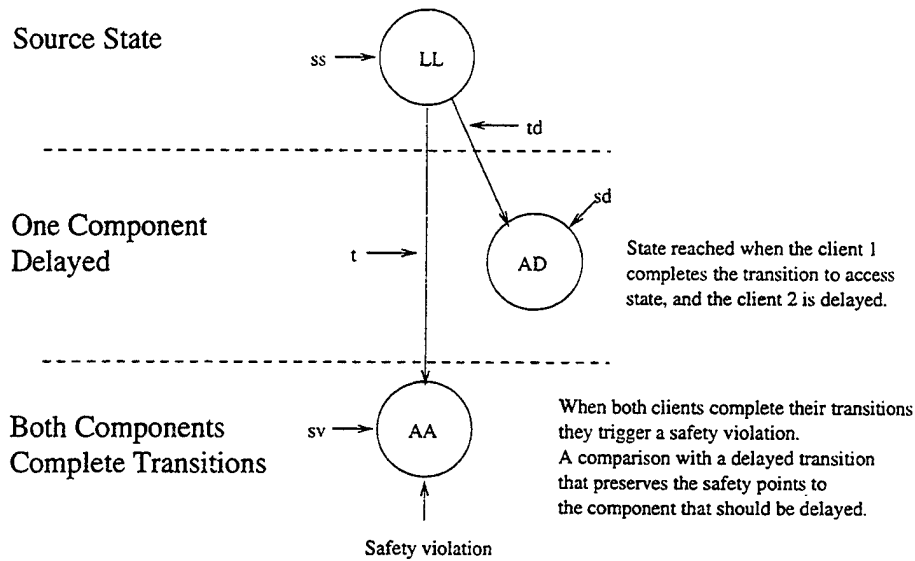 Source State
ss
LL
td
sd
One Component
Delayed
t
AD
State reached when the client 1
completes the transition to access
state, and the client 2 is delayed.
Both Components
Complete Transitions
sv
AA
When both clients complete their transitions
they trigger a safety violation.
A comparison with a delayed transition
that preserves the safety points to
the component that should be delayed.
Safety violation